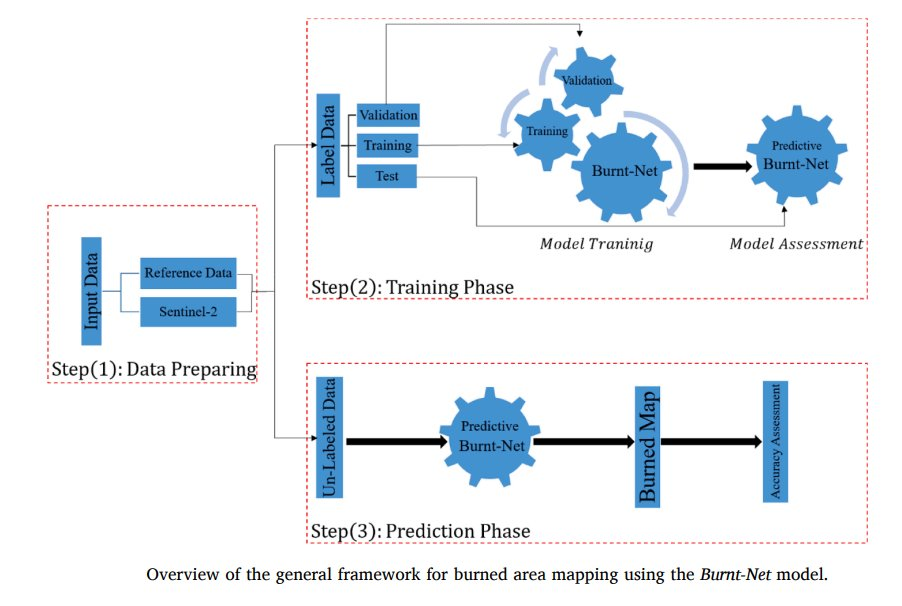 Input Data
Reference Data
Sentinel-2
Step(1): Data Preparing
Label Data
Validation
Training
Test
Validation
Training
Burnt-Net
Predictive
Burnt-Net
Model Traninig
Model Assessment
Step(2): Training Phase
Un-Labeled Data
Predictive
Burnt-Net
Burned Map
Accuracy Assessment
Step(3): Prediction Phase
Overview of the general framework for burned area mapping using the Burnt-Net model.